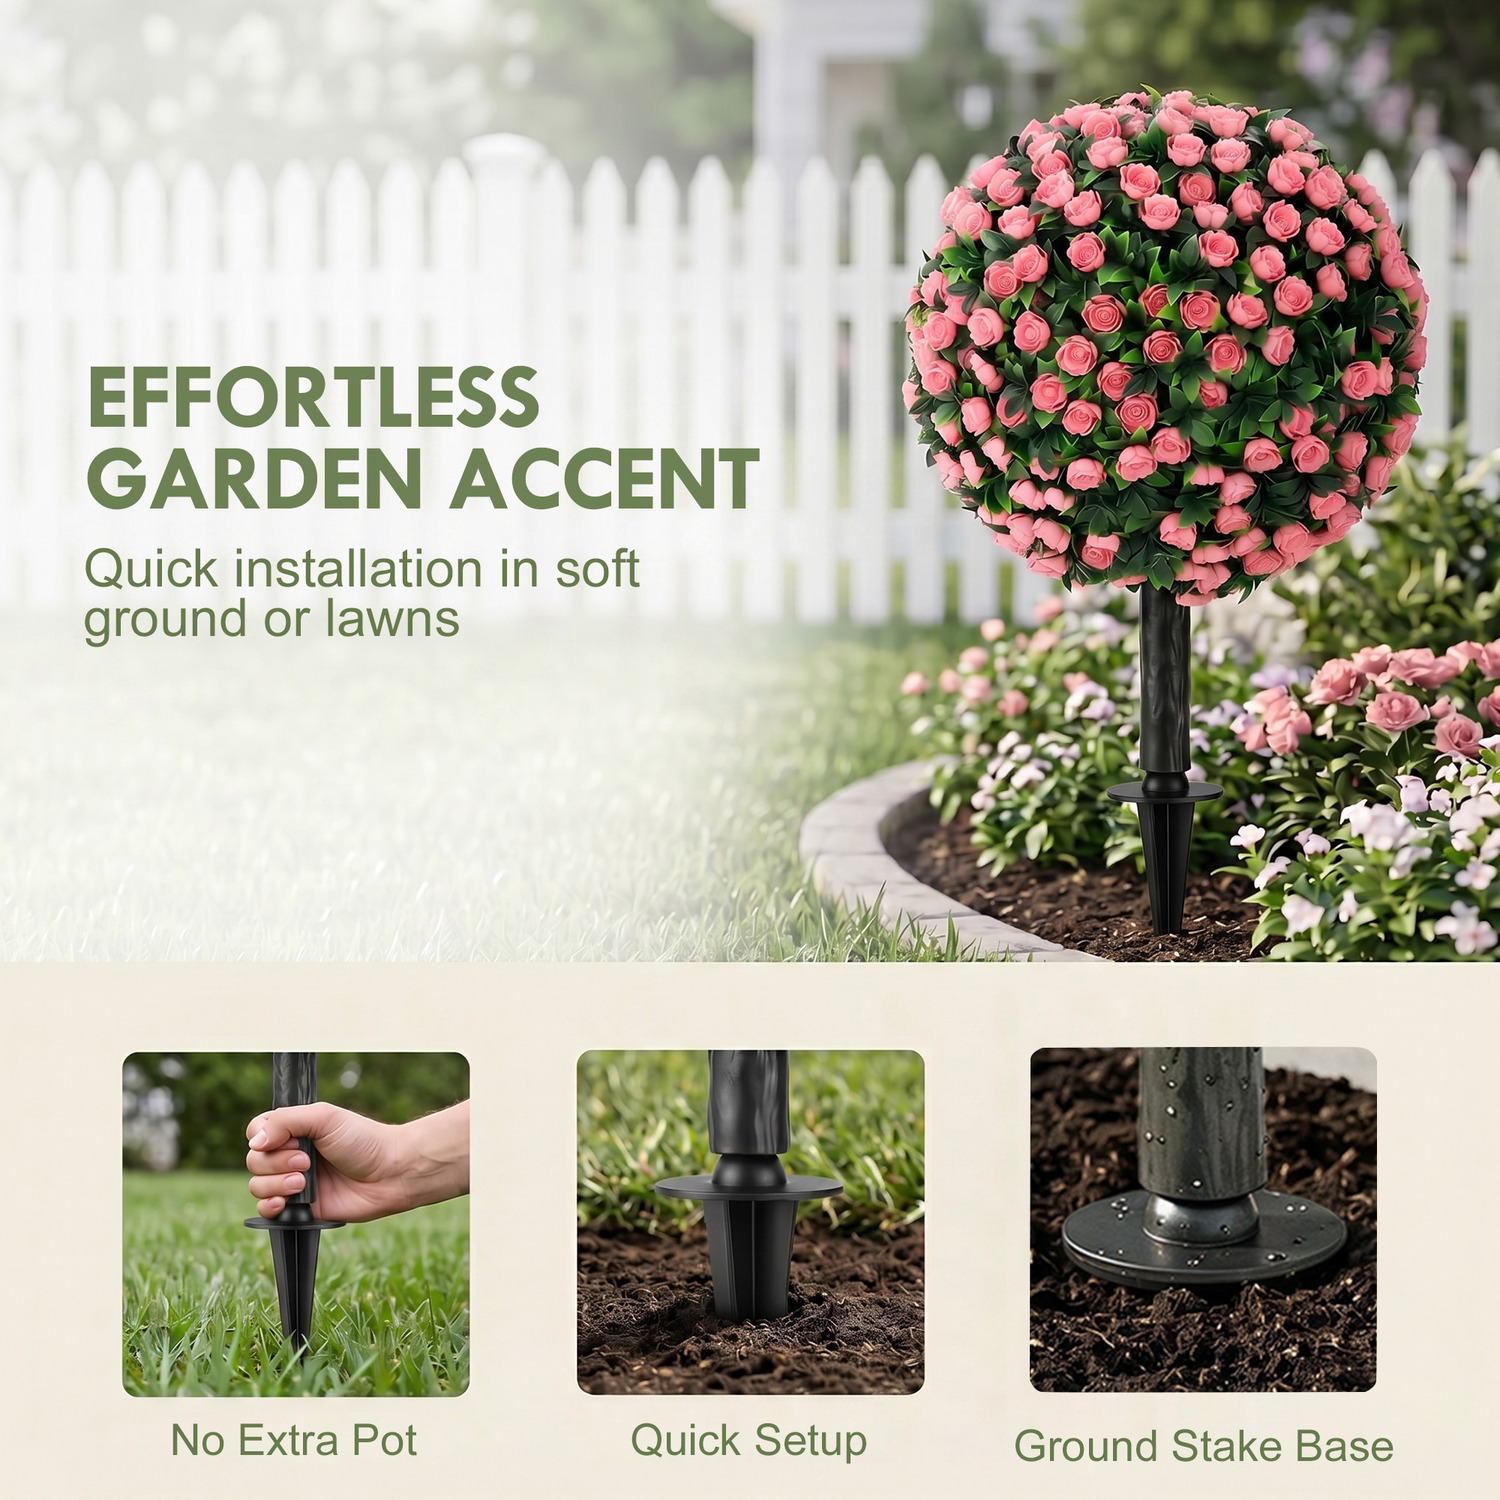 EFFORTLESS
GARDEN ACCENT
Quick installation in soft
ground or lawns
No Extra Pot
Quick Setup
Ground Stake Base